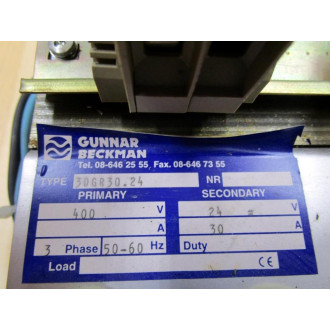 GUNNAR
BECKMAN
Tel. 08-646 25 55, Fax. 08-646 73 55
TYPE 30GR30.24 NR
PRIMARY SECONDARY
400 V 24 = V
A 30 A
3 Phase 50-60 Hz Duty
Load CE